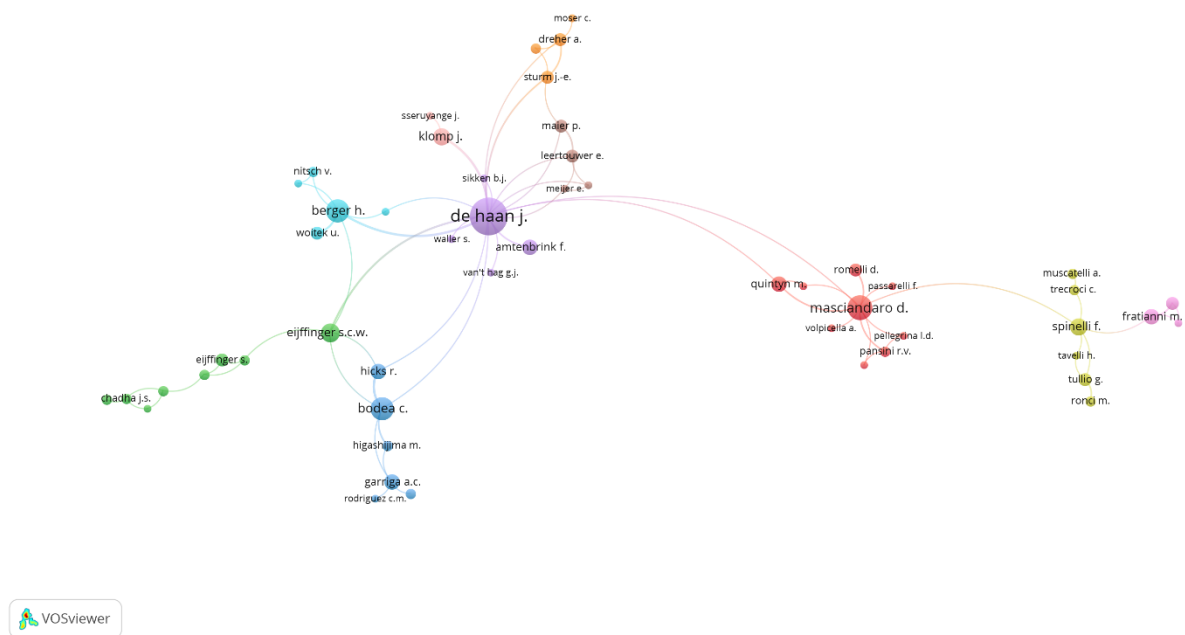 moser c.
dreher a.
sturm j.-e.
sseruyange j.
klomp j.
maier p.
leertouwer e.
nitsch v.
sikken b.j.
meijer e.
berger h.
de haan j.
woitek u.
waller s.
amtenbrink f.
van't hag g.j.
romelli d.
muscatelli a.
quintyn m.
passarelli f.
trecroci c.
masciandaro d.
fratianni m.
volpicella a.
spinelli f.
eijffinger s.c.w.
pellegrina l.d.
pansini r.v.
tavelli h.
eijffinger s.
hicks r.
tullio g.
chadha j.s.
bodea c.
ronci m.
higashijima m.
garriga a.c.
rodriguez c.m.
VOSviewer